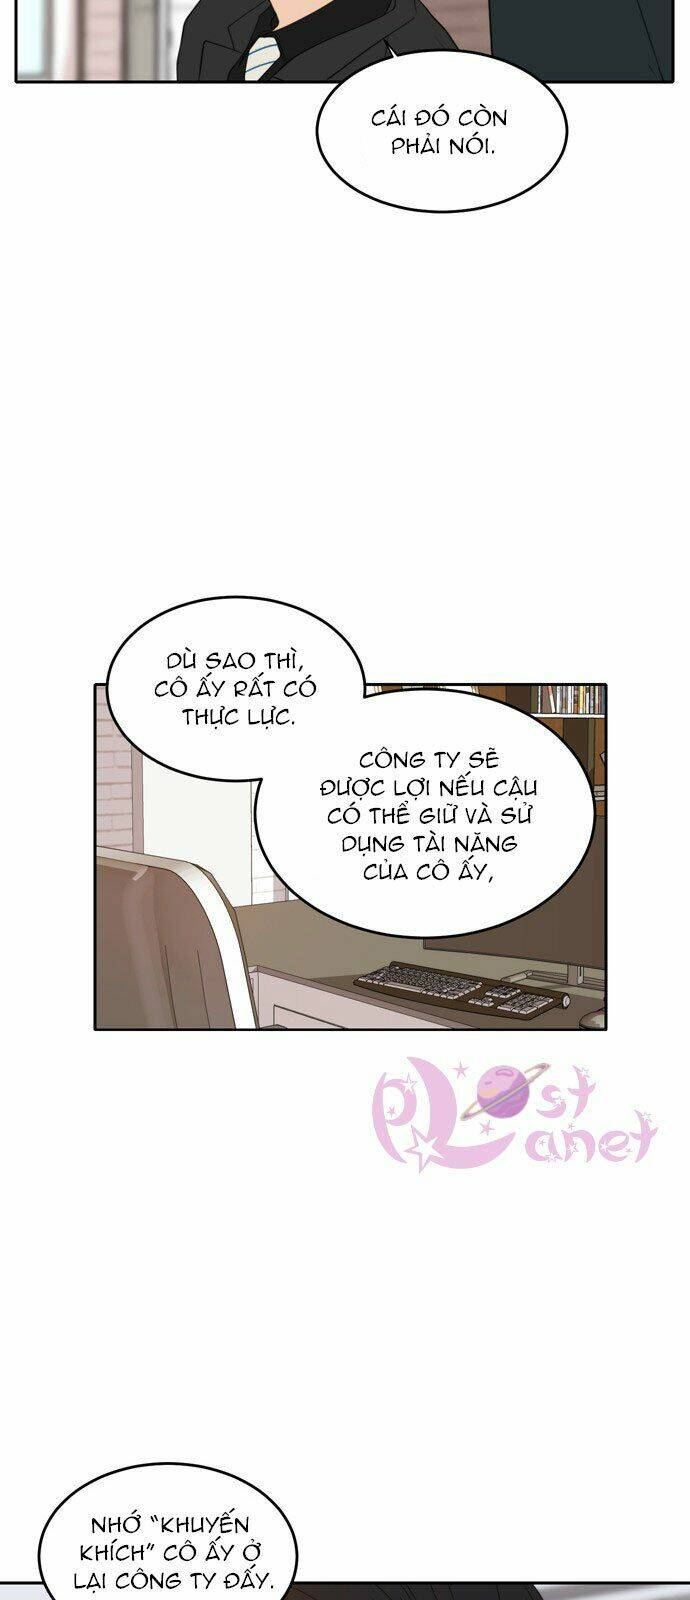 CÁI ĐÓ CÒN
PHẢI NÓI.
DÙ SAO THÌ,
CÔ ẤY RẤT CÓ
THỰC LỰC.
CÔNG TY SẼ
ĐƯỢC LỢI NẾU CẬU
CÓ THỂ GIỮ VÀ SỬ
DỤNG TÀI NĂNG
CỦA CÔ ẤY,
Lost
Planet
NHỚ "KHUYẾN
KHÍCH" CÔ ẤY Ở
LẠI CÔNG TY ĐẤY.